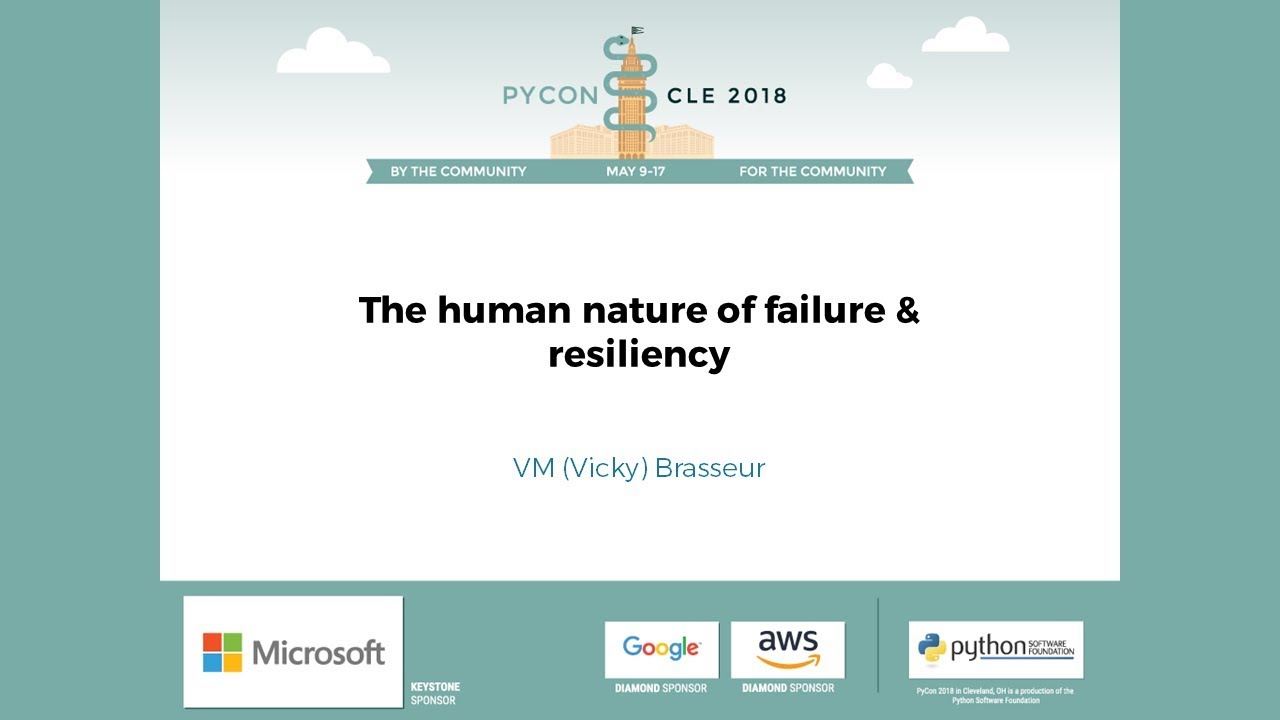 PYCON CLE 2018
BY THE COMMUNITY MAY 9-17 FOR THE COMMUNITY
The human nature of failure &
resiliency
VM (Vicky) Brasseur
Microsoft
KEYSTONE
SPONSOR
Google
DIAMOND SPONSOR
aws
DIAMOND SPONSOR
python SOFTWARE
FOUNDATION
PyCon 2018 in Cleveland, OH is a production of the
Python Software Foundation